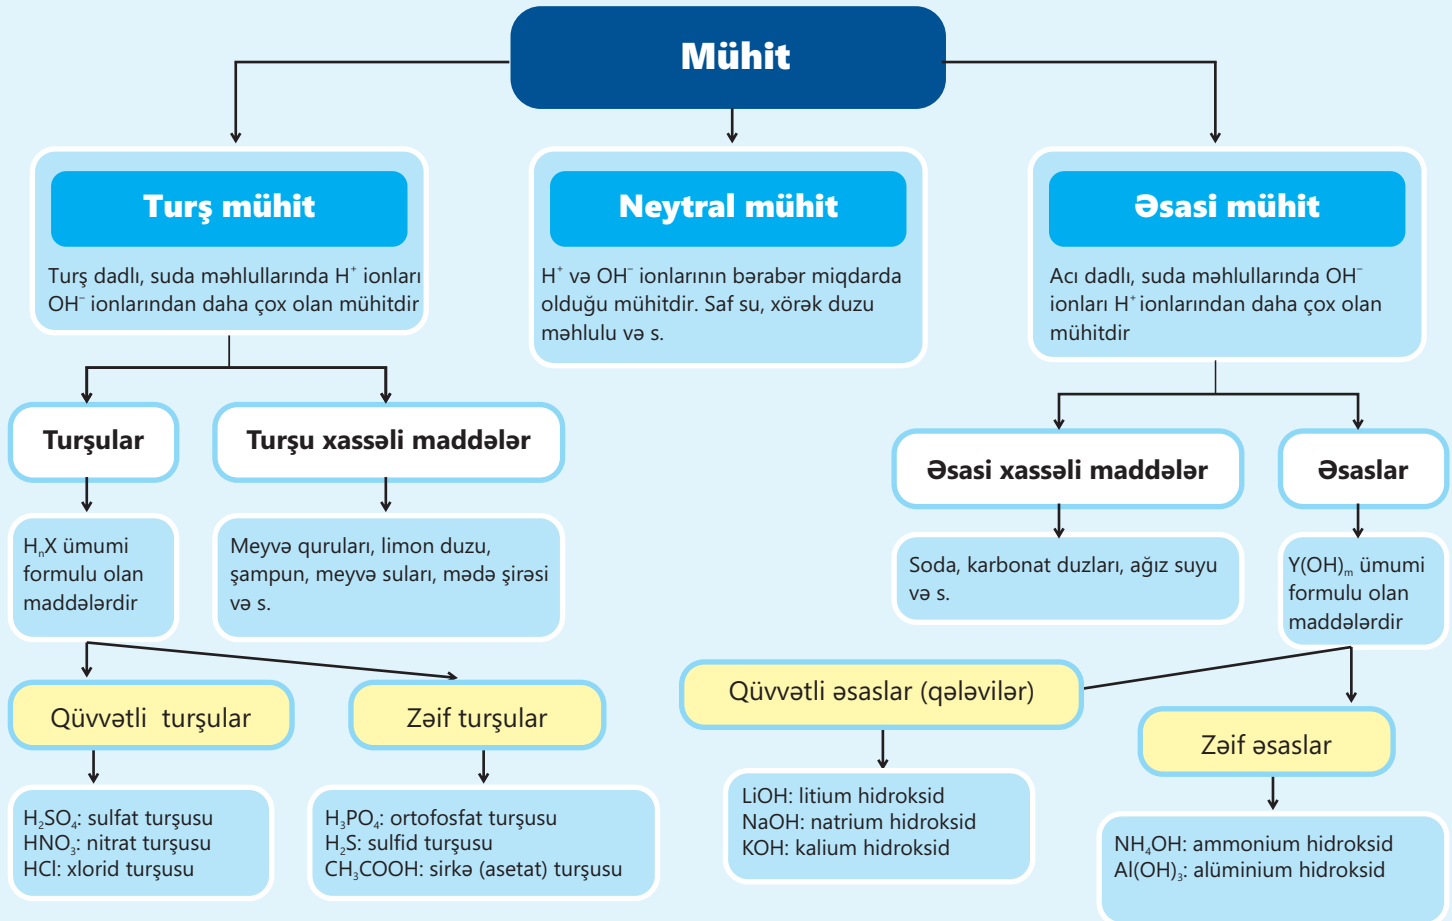 Mühit
Turş mühit
Turş dadlı, suda məhlullarında H⁺ ionları
OH⁻ ionlarından daha çox olan mühitdir
Neytral mühit
H⁺ və OH⁻ ionlarının bərabər miqdarda
olduğu mühitdir. Saf su, xörək duzu
məhlulu və s.
Əsasi mühit
Acı dadlı, suda məhlullarında OH⁻
ionları H⁺ ionlarından daha çox olan
mühitdir
Turşular
Turşu xassəli maddələr
Əsasi xassəli maddələr
Əsaslar
HₙX ümumi
formulu olan
maddələrdir
Meyvə quruları, limon duzu,
şampun, meyvə suları, mədə şirəsi
və s.
Soda, karbonat duzları, ağız suyu
və s.
Y(OH)ₘ ümumi
formulu olan
maddələrdir
Qüvvətli turşular
Zəif turşular
Qüvvətli əsaslar (qələvilər)
Zəif əsaslar
H₂SO₄: sulfat turşusu
HNO₃: nitrat turşusu
HCl: xlorid turşusu
H₃PO₄: ortofosfat turşusu
H₂S: sulfid turşusu
CH₃COOH: sirkə (asetat) turşusu
LiOH: litium hidroksid
NaOH: natrium hidroksid
KOH: kalium hidroksid
NH₄OH: ammonium hidroksid
Al(OH)₃: alüminium hidroksid